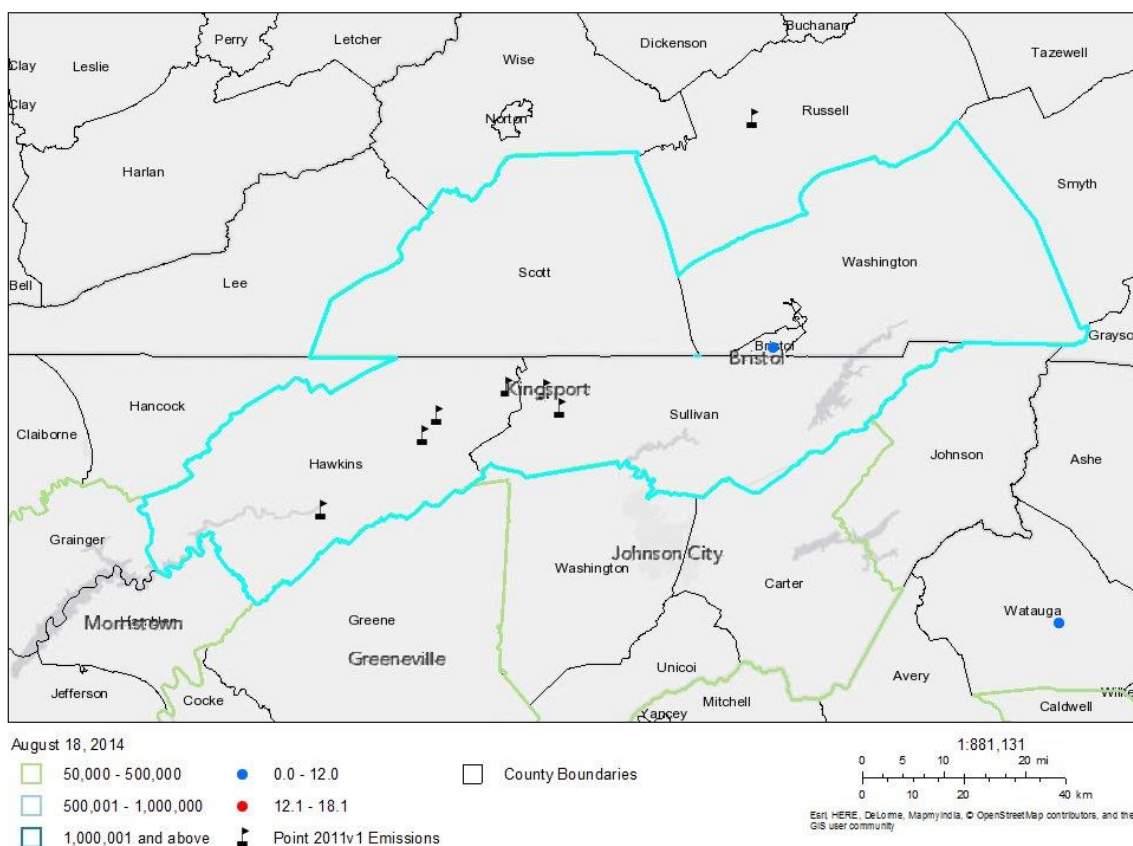 Buchanan
Perry
Letcher
Dickenson
Tazewell
Clay
Leslie
Wise
Clay
Russell
Norton
Harlan
Smyth
Washington
Scott
Lee
Bell
Grayso
Bristol
Bristol
Kingsport
Hancock
Sullivan
Claiborne
Johnson
Ashe
Hawkins
Grainger
Johnson City
Washington
Carter
Watauga
Hamblen
Morristown
Greene
Greeneville
Unicoi
Avery
Jefferson
Cocke
Mitchell
Wilke
Caldwell
Yancey
August 18, 2014
50,000 - 500,000
500,001 - 1,000,000
1,000,001 and above
0.0 - 12.0
12.1 - 18.1
Point 2011v1 Emissions
County Boundaries
1:881,131
0 5 10 20 mi
0 10 20 40 km
Esri, HERE, DeLorme, MapmyIndia, © OpenStreetMap contributors, and the
GIS user community